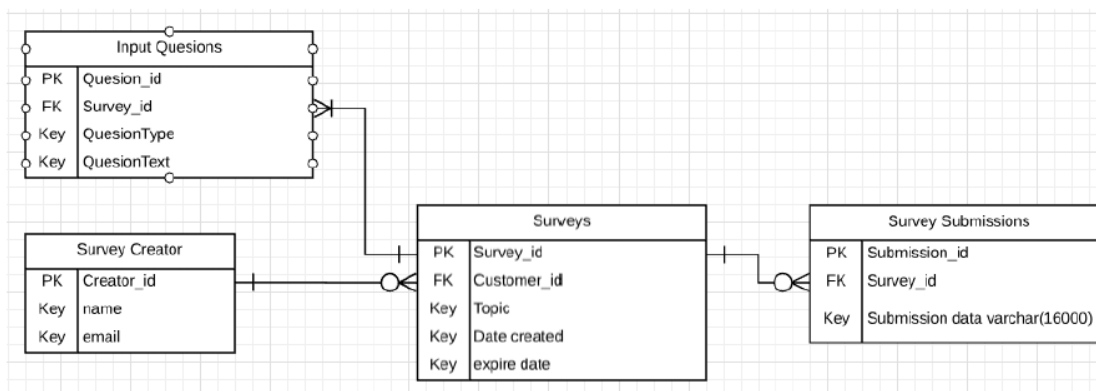 Input Quesions
PK Quesion_id
FK Survey_id
Key QuesionType
Key QuesionText
Survey Creator
PK Creator_id
Key name
Key email
Surveys
PK Survey_id
FK Customer_id
Key Topic
Key Date created
Key expire date
Survey Submissions
PK Submission_id
FK Survey_id
Key Submission data varchar(16000)